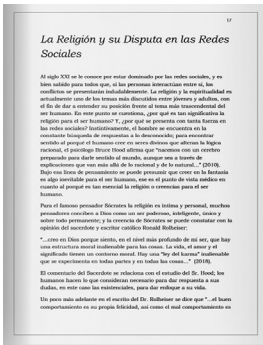 17
La Religión y su Disputa en las Redes
Sociales
Al siglo XXI se le conoce por estar dominado por las redes sociales, y es
bien sabido para todos que, si las personas interactúan entre sí, los
conflictos se presentarán indudablemente. La religión y la espiritualidad es
actualmente uno de los temas más discutidos entre jóvenes y adultos, con
el fin de dar a entender su posición frente al tema más trascendental del
ser humano. En este punto se cuestiona, ¿por qué es tan significativa la
religión para el ser humano? Y, ¿por qué se presenta con tanta fuerza en
las redes sociales? Instintivamente, el hombre se encuentra en la
constante búsqueda de respuestas a lo desconocido; para encontrar
sentido al porqué el humano cree en seres divinos que alteran la lógica
racional, el psicólogo Bruce Hood afirma que "nacemos con un cerebro
preparado para darle sentido al mundo, aunque sea a través de
explicaciones que van más allá de lo racional y de lo natural..." (2010).
Bajo esa línea de pensamiento se puede presumir que creer en la fantasía
es algo inevitable para el ser humano, ese es el punto de vista médico en
cuanto al porqué es tan esencial la religión o creencias para el ser
humano.
Para el famoso pensador Sócrates la religión es íntima y personal, muchos
pensadores conciben a Dios como un ser poderoso, inteligente, único y
sobre todo permanente; y la creencia de Sócrates se puede constatar con la
opinión del sacerdote y escritor católico Ronald Rolheiser:
"...creo en Dios porque siento, en el nivel más profundo de mi ser, que hay
una estructura moral inalienable para las cosas. La vida, el amor y el
significado tienen un contorno moral. Hay una "ley del karma" inalienable
que se experimenta en todas partes y en todas las cosas..." (2018).
El comentario del Sacerdote se relaciona con el estudio del Sr. Hood; los
humanos hacen lo que consideran necesario para dar respuesta a sus
dudas, en este caso las existenciales, para dar enfoque a su vida.
Un poco más adelante en el escrito del Dr. Rolheiser se dice que "...el buen
comportamiento es su propia felicidad, así como el mal comportamiento es